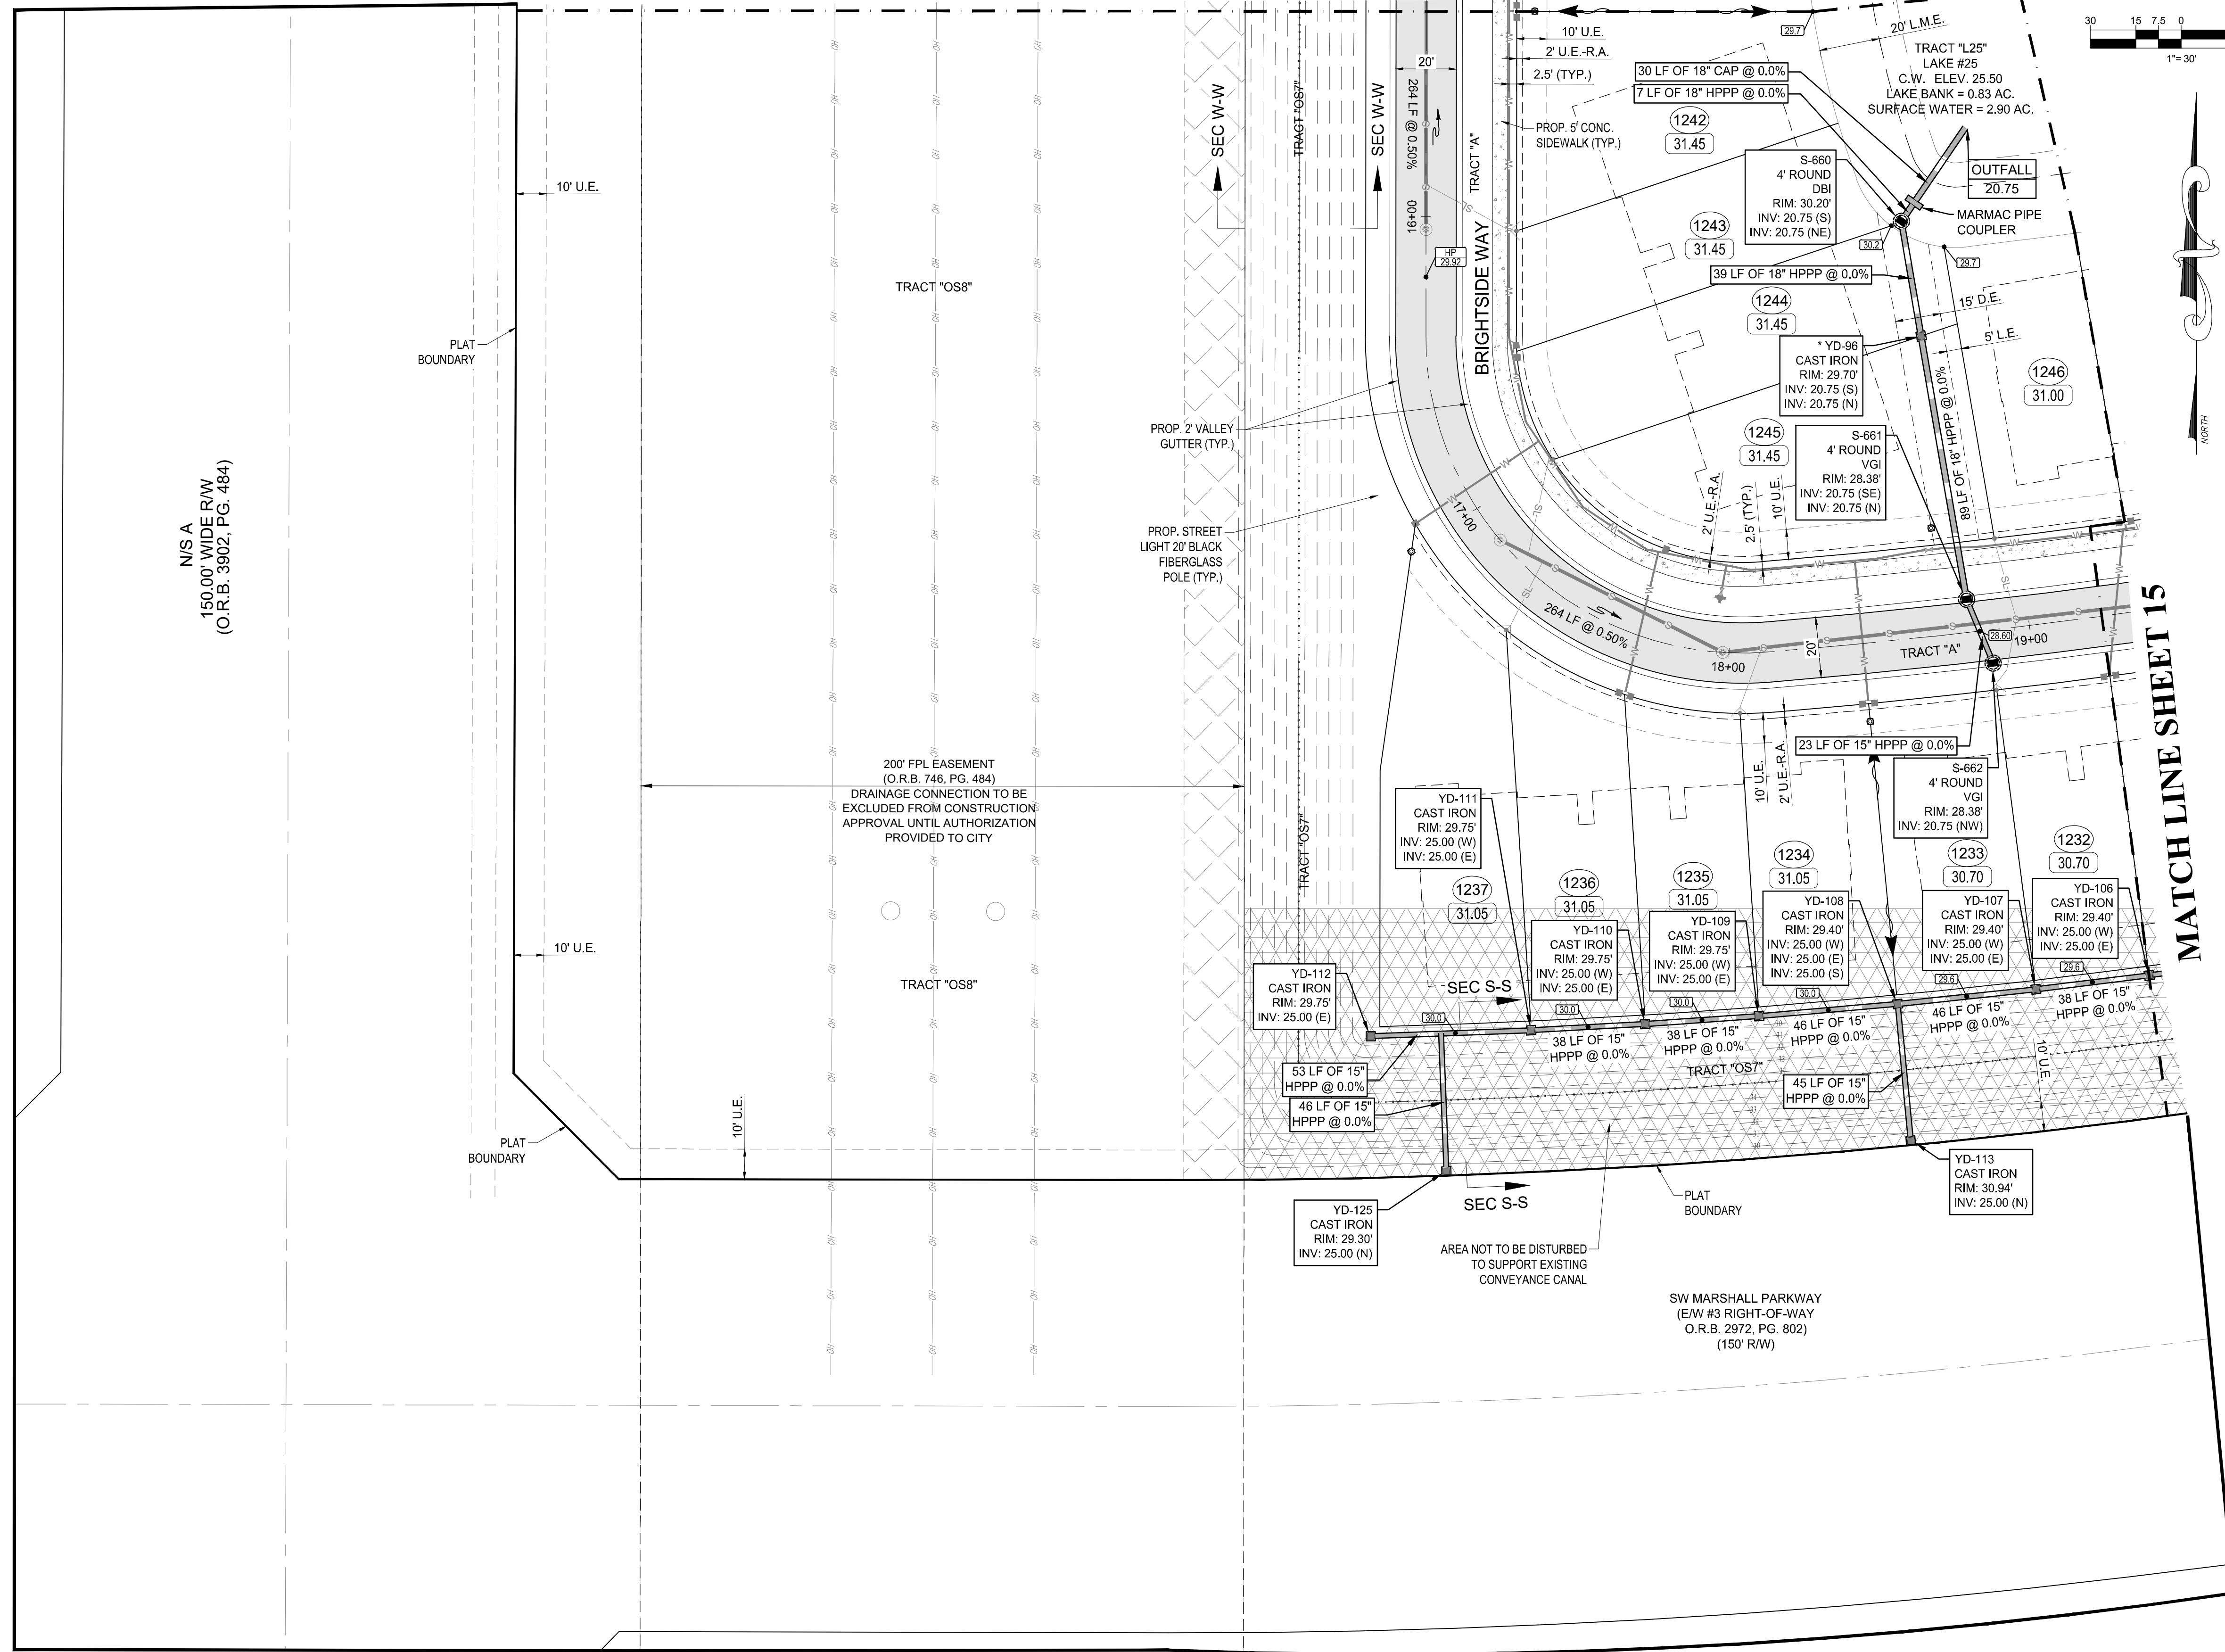 N/S A
150.00' WIDE R/W
(O.R.B. 3902, PG. 484)
10' U.E.
PLAT
BOUNDARY
10' U.E.
PLAT
BOUNDARY
10' U.E.
TRACT "OS8"
200' FPL EASEMENT
(O.R.B. 746, PG. 484)
DRAINAGE CONNECTION TO BE
EXCLUDED FROM CONSTRUCTION
APPROVAL UNTIL AUTHORIZATION
PROVIDED TO CITY
TRACT "OS8"
SEC W-W
TRACT "OS7"
SEC W-W
20'
264 LF @ 0.50%
16+00
HP
29.92
TRACT "A"
BRIGHTSIDE WAY
10' U.E.
2' U.E.-R,A.
2.5' (TYP.)
PROP. 5' CONC.
SIDEWALK (TYP.)
29.7
20' L.M.E.
TRACT "L25"
LAKE #25
C.W. ELEV. 25.50
LAKE BANK = 0.83 AC.
SURFACE WATER = 2.90 AC.
30 15 7.5 0
1"= 30'
NORTH
30 LF OF 18" CAP @ 0.0%
7 LF OF 18" HPPP @ 0.0%
1242
31.45
S-660
4' ROUND
DBI
RIM: 30.20'
INV: 20.75 (S)
INV: 20.75 (NE)
OUTFALL
20.75
MARMAC PIPE
COUPLER
1243
31.45
30.2
29.7
39 LF OF 18" HPPP @ 0.0%
1244
31.45
15' D.E.
5' L.E.
* YD-96
CAST IRON
RIM: 29.70'
INV: 20.75 (S)
INV: 20.75 (N)
1246
31.00
89 LF OF 18" HPPP @ 0.0%
1245
31.45
S-661
4' ROUND
VGI
RIM: 28.38'
INV: 20.75 (SE)
INV: 20.75 (N)
PROP. 2' VALLEY
GUTTER (TYP.)
PROP. STREET
LIGHT 20' BLACK
FIBERGLASS
POLE (TYP.)
17+00
2' U.E.-R.A.
2.5' (TYP.)
10' U.E.
264 LF @ 0.50%
18+00
20'
TRACT "A"
28.60
19+00
MATCH LINE SHEET 15
23 LF OF 15" HPPP @ 0.0%
10' U.E.
2' U.E.-R.A.
S-662
4' ROUND
VGI
RIM: 28.38'
INV: 20.75 (NW)
YD-111
CAST IRON
RIM: 29.75'
INV: 25.00 (W)
INV: 25.00 (E)
TRACT "OS7"
1237
31.05
1236
31.05
1235
31.05
1234
31.05
1233
30.70
1232
30.70
YD-110
CAST IRON
RIM: 29.75'
INV: 25.00 (W)
INV: 25.00 (E)
YD-109
CAST IRON
RIM: 29.75'
INV: 25.00 (W)
INV: 25.00 (E)
YD-108
CAST IRON
RIM: 29.40'
INV: 25.00 (W)
INV: 25.00 (E)
INV: 25.00 (S)
YD-107
CAST IRON
RIM: 29.40'
INV: 25.00 (W)
INV: 25.00 (E)
YD-106
CAST IRON
RIM: 29.40'
INV: 25.00 (W)
INV: 25.00 (E)
YD-112
CAST IRON
RIM: 29.75'
INV: 25.00 (E)
SEC S-S
30.0
30.0
30.0
30.0
29.6
29.6
53 LF OF 15"
HPPP @ 0.0%
38 LF OF 15"
HPPP @ 0.0%
38 LF OF 15"
HPPP @ 0.0%
46 LF OF 15"
HPPP @ 0.0%
46 LF OF 15"
HPPP @ 0.0%
38 LF OF 15"
HPPP @ 0.0%
46 LF OF 15"
HPPP @ 0.0%
TRACT "OS7"
45 LF OF 15"
HPPP @ 0.0%
10' U.E.
YD-125
CAST IRON
RIM: 29.30'
INV: 25.00 (N)
SEC S-S
PLAT
BOUNDARY
YD-113
CAST IRON
RIM: 30.94'
INV: 25.00 (N)
AREA NOT TO BE DISTURBED
TO SUPPORT EXISTING
CONVEYANCE CANAL
SW MARSHALL PARKWAY
(E/W #3 RIGHT-OF-WAY
O.R.B. 2972, PG. 802)
(150' R/W)